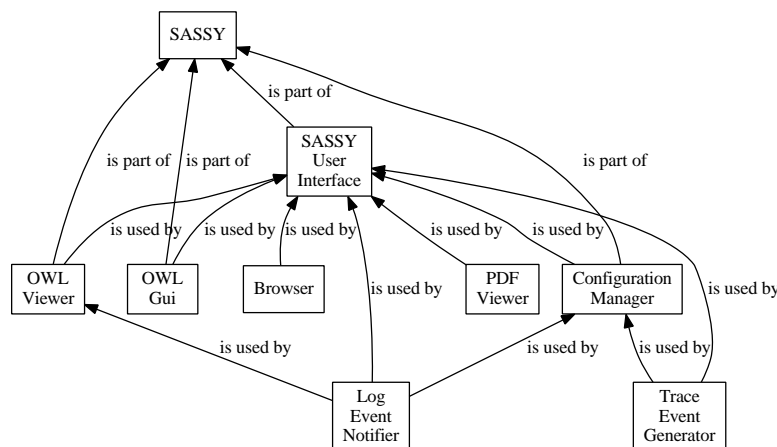 SASSY
is part of
SASSY
User
Interface
is part of
is part of
is part of
is used by
is used by
is used by
is used by
OWL
Viewer
OWL
Gui
Browser
PDF
Viewer
Configuration
Manager
is used by
is used by
is used by
is used by
is used by
Log
Event
Notifier
Trace
Event
Generator